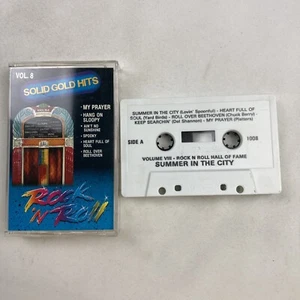 VOL. 8
SOLID GOLD HITS
• MY PRAYER
• HANG ON
SLOOPY
• AIN'T NO
SUNSHINE
• SPOOKY
• HEART FULL OF
SOUL
• ROLL OVER
BEETHOVEN
ROCK
'N' ROLL
SUMMER IN THE CITY (Lovin' Spoonful) - HEART FULL OF
SOUL (Yard Birds) - ROLL OVER BEETHOVEN (Chuck Berry) -
KEEP SEARCHIN' (Del Shannon) - MY PRAYER (Platters)
SIDE A
1008
VOLUME VIII - ROCK N ROLL HALL OF FAME
SUMMER IN THE CITY